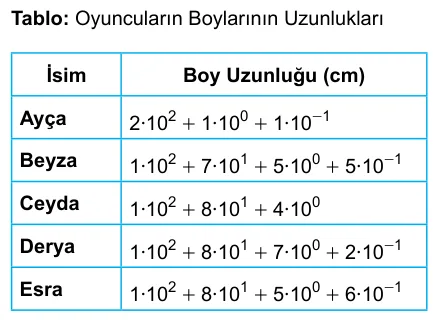 Tablo: Oyuncuların Boylarının Uzunlukları
İsim Boy Uzunluğu (cm)
Ayça 2·10² + 1·10⁰ + 1·10⁻¹
Beyza 1·10² + 7·10¹ + 5·10⁰ + 5·10⁻¹
Ceyda 1·10² + 8·10¹ + 4·10⁰
Derya 1·10² + 8·10¹ + 7·10⁰ + 2·10⁻¹
Esra 1·10² + 8·10¹ + 5·10⁰ + 6·10⁻¹